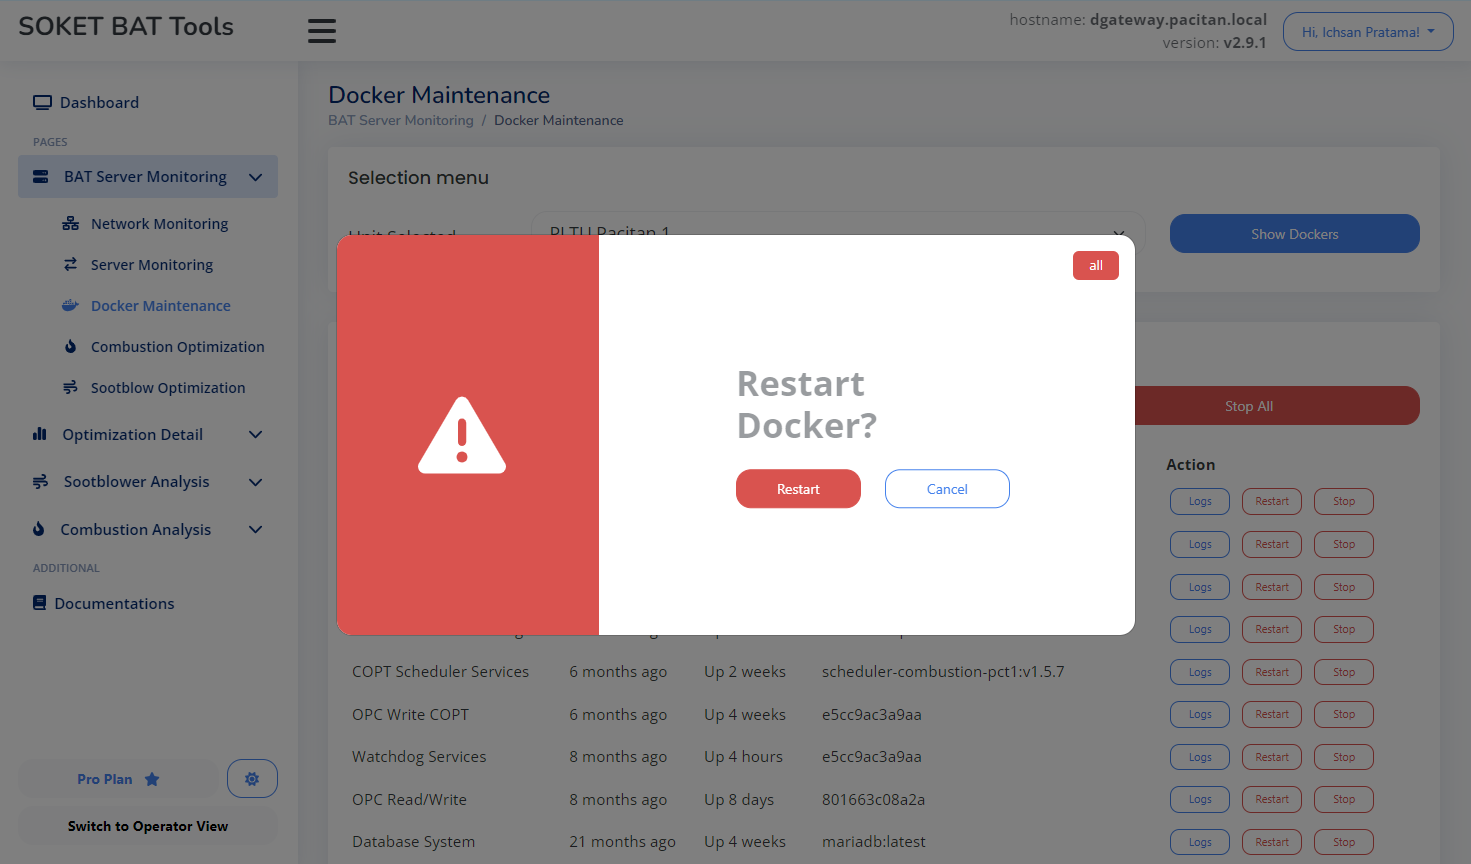 SOKET BAT Tools
hostname: dgateway.pacitan.local
version: v2.9.1
Hi, Ichsan Pratama!
Dashboard
PAGES
BAT Server Monitoring
Network Monitoring
Server Monitoring
Docker Maintenance
Combustion Optimization
Sootblow Optimization
Optimization Detail
Sootblower Analysis
Combustion Analysis
ADDITIONAL
Documentations
Pro Plan
Switch to Operator View
Docker Maintenance
BAT Server Monitoring / Docker Maintenance
Selection menu
Unit Selected
PLTU Pacitan 1
Show Dockers
all
Restart
Docker?
Restart Cancel
Stop All
Action
Logs Restart Stop
Logs Restart Stop
Logs Restart Stop
Logs Restart Stop
COPT Scheduler Services 6 months ago Up 2 weeks scheduler-combustion-pct1:v1.5.7 Logs Restart Stop
OPC Write COPT 6 months ago Up 4 weeks e5cc9ac3a9aa Logs Restart Stop
Watchdog Services 8 months ago Up 4 hours e5cc9ac3a9aa Logs Restart Stop
OPC Read/Write 8 months ago Up 8 days 801663c08a2a Logs Restart Stop
Database System 21 months ago Up 4 weeks mariadb:latest Logs Restart Stop